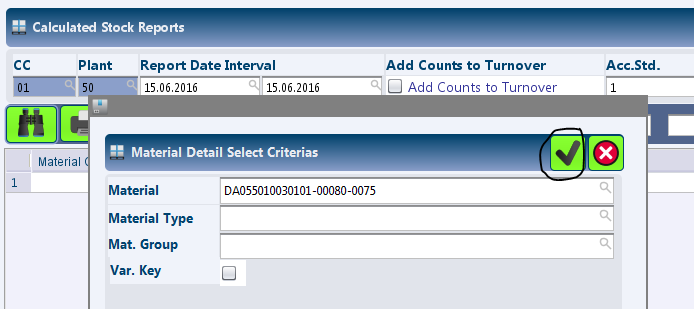 Calculated Stock Reports
CC Plant Report Date Interval Add Counts to Turnover Acc.Std.
01 50 15.06.2016 15.06.2016 Add Counts to Turnover 1
Material Detail Select Criterias
Material
1
Material DA055010030101-00080-0075
Material Type
Mat. Group
Var. Key